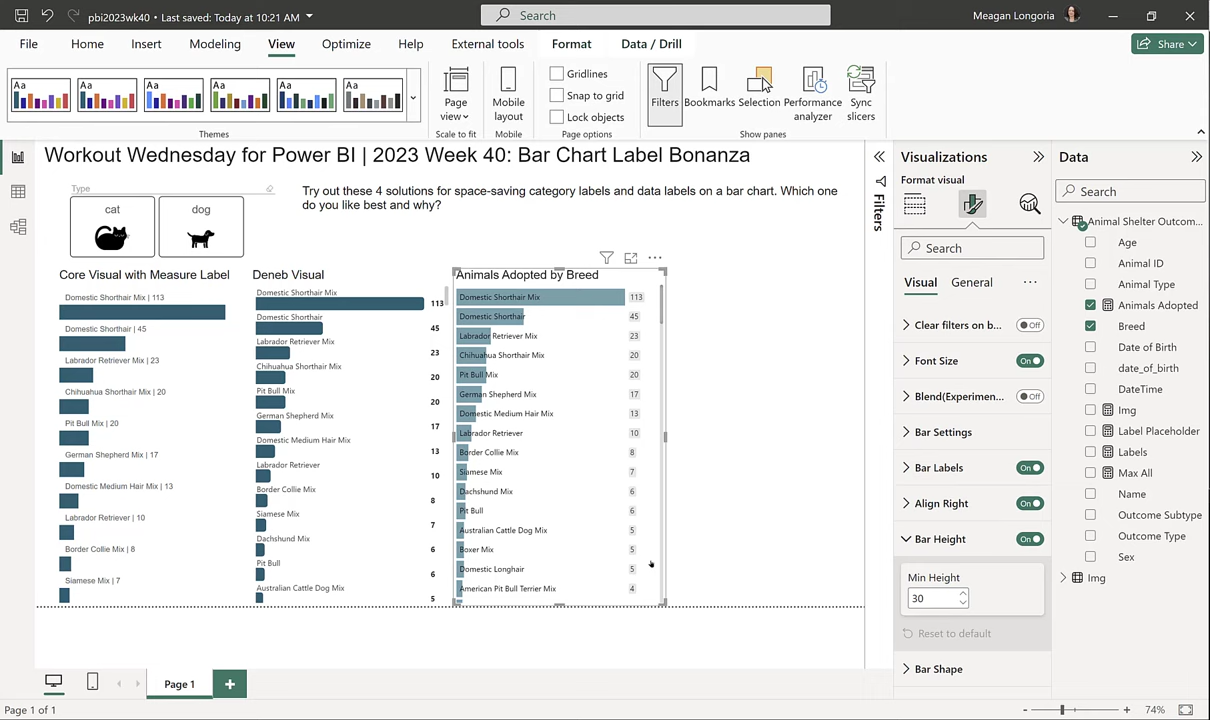 pbi2023wk40 • Last saved: Today at 10:21 AM
Search
Meagan Longoria
File Home Insert Modeling View Optimize Help External tools Format Data / Drill
Share
Aa Aa Aa Aa Aa Aa
Themes
Page view
Scale to fit
Mobile layout
Mobile
Gridlines
Snap to grid
Lock objects
Page options
Filters
Bookmarks
Selection
Performance analyzer
Sync slicers
Show panes
Workout Wednesday for Power BI | 2023 Week 40: Bar Chart Label Bonanza
Type
cat
dog
Try out these 4 solutions for space-saving category labels and data labels on a bar chart. Which one
do you like best and why?
Core Visual with Measure Label
Domestic Shorthair Mix | 113
Domestic Shorthair | 45
Labrador Retriever Mix | 23
Chihuahua Shorthair Mix | 20
Pit Bull Mix | 20
German Shepherd Mix | 17
Domestic Medium Hair Mix | 13
Labrador Retriever | 10
Border Collie Mix | 8
Siamese Mix | 7
Deneb Visual
Domestic Shorthair Mix
113
Domestic Shorthair
45
Labrador Retriever Mix
23
Chihuahua Shorthair Mix
20
Pit Bull Mix
20
German Shepherd Mix
17
Domestic Medium Hair Mix
13
Labrador Retriever
10
Border Collie Mix
8
Siamese Mix
7
Dachshund Mix
6
Pit Bull
6
Australian Cattle Dog Mix
5
Animals Adopted by Breed
Domestic Shorthair Mix 113
Domestic Shorthair 45
Labrador Retriever Mix 23
Chihuahua Shorthair Mix 20
Pit Bull Mix 20
German Shepherd Mix 17
Domestic Medium Hair Mix 13
Labrador Retriever 10
Border Collie Mix 8
Siamese Mix 7
Dachshund Mix 6
Pit Bull 6
Australian Cattle Dog Mix 5
Boxer Mix 5
Domestic Longhair 5
American Pit Bull Terrier Mix 4
Filters
Visualizations
Format visual
Search
Visual General
Clear filters on b... Off
Font Size On
Blend(Experimen... Off
Bar Settings
Bar Labels On
Align Right On
Bar Height On
Min Height
30
Reset to default
Bar Shape
Data
Search
Animal Shelter Outcom...
Age
Animal ID
Animal Type
Animals Adopted
Breed
Date of Birth
date_of_birth
DateTime
Img
Label Placeholder
Labels
Max All
Name
Outcome Subtype
Outcome Type
Sex
Img
Page 1
Page 1 of 1
74%